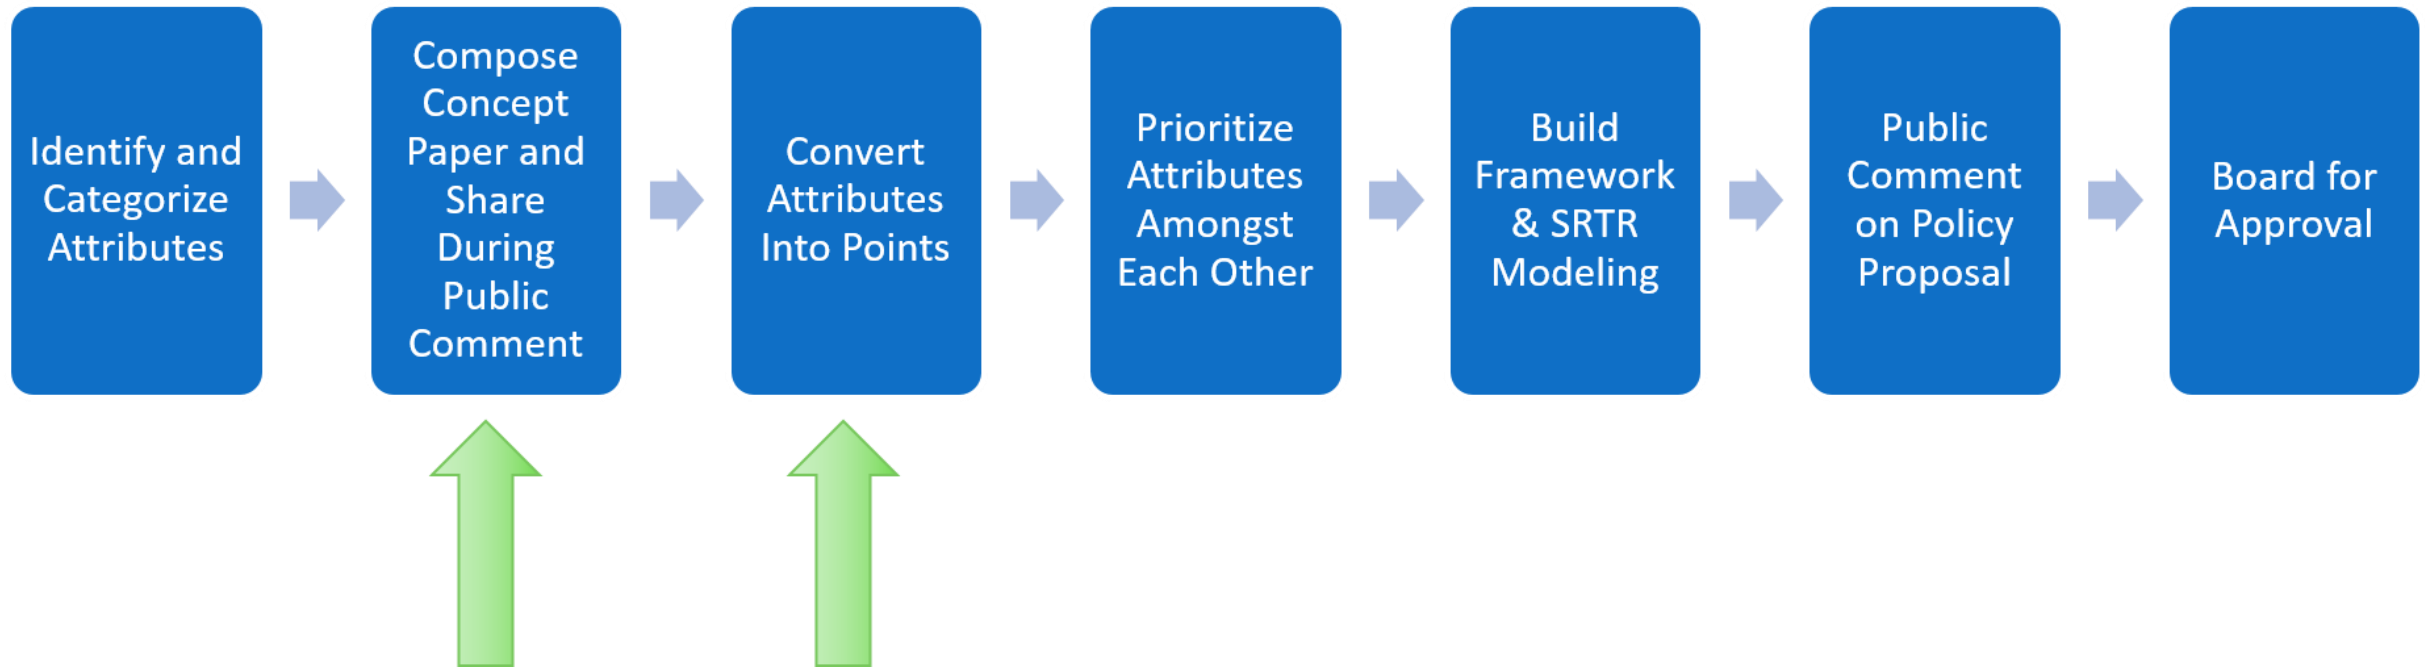 Identify and
Categorize
Attributes
Compose
Concept
Paper and
Share
During
Public
Comment
Convert
Attributes
Into Points
Prioritize
Attributes
Amongst
Each Other
Build
Framework
& SRTR
Modeling
Public
Comment
on Policy
Proposal
Board for
Approval